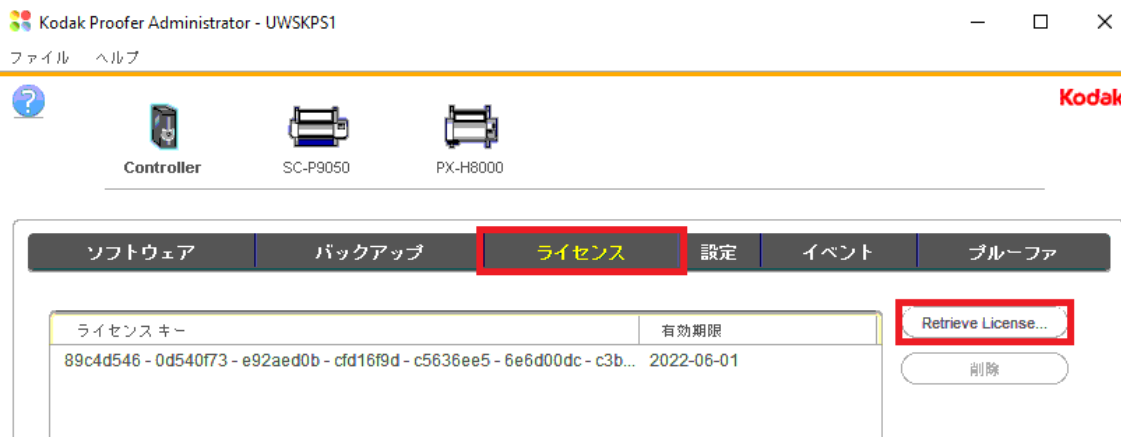 Kodak Proofer Administrator - UWSKPS1
ファイル ヘルプ
?
Kodak
Controller SC-P9050 PX-H8000
ソフトウェア バックアップ ライセンス 設定 イベント プルーファ
ライセンス キー 有効期限
Retrieve License...
89c4d546 - 0d540f73 - e92aed0b - cfd16f9d - c5636ee5 - 6e6d00dc - c3b... 2022-06-01
削除